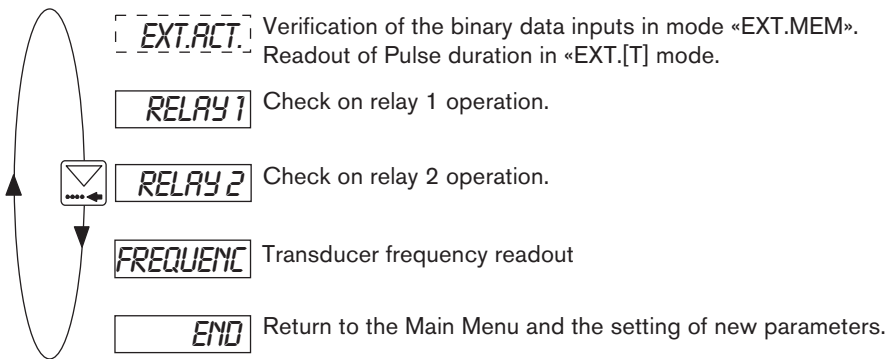 EXT.ACT. Verification of the binary data inputs in mode «EXT.MEM».
Readout of Pulse duration in «EXT.[T] mode.
RELAY 1 Check on relay 1 operation.
RELAY 2 Check on relay 2 operation.
FREQUENC Transducer frequency readout
END Return to the Main Menu and the setting of new parameters.